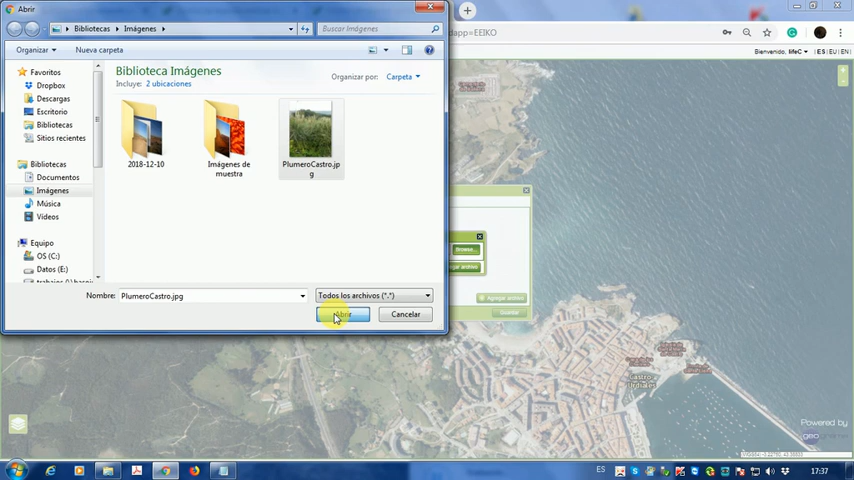 Abrir
Bibliotecas ▸ Imágenes ▸
Buscar Imágenes
Organizar
Nueva carpeta
dapp=EEIKO
Bienvenido, lifeC
| ES | EU | EN |
Favoritos
Dropbox
Descargas
Escritorio
Bibliotecas
Sitios recientes
Bibliotecas
Documentos
Imágenes
Música
Vídeos
Equipo
OS (C:)
Datos (E:)
Biblioteca Imágenes
Incluye: 2 ubicaciones
Organizar por:
Carpeta
2018-12-10
Imágenes de
muestra
PlumeroCastro.jp
g
Browse...
Agregar archivo
Guardar
Nombre:
PlumeroCastro.jpg
Todos los archivos (*.*)
Abrir
Cancelar
Castro
Urdiales
Powered by
ES
17:37